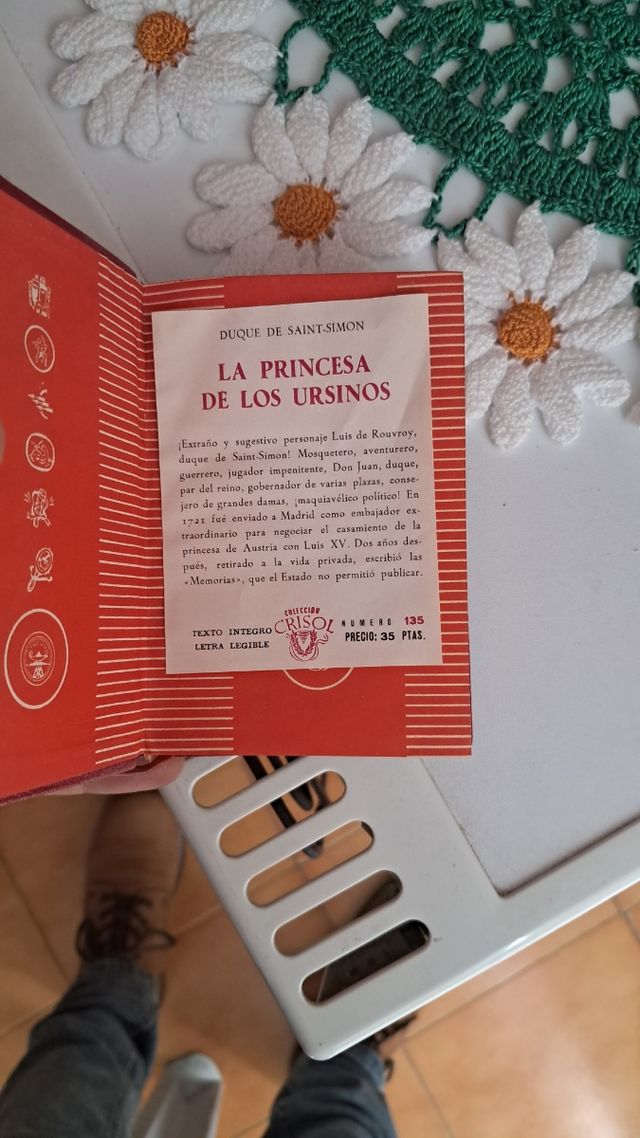 DUQUE DE SAINT-SIMON
LA PRINCESA
DE LOS URSINOS
¡Extraño y sugestivo personaje Luis de Rouvroy,
duque de Saint-Simon! Mosquetero, aventurero,
guerrero, jugador impenitente, Don Juan, duque,
par del reino, gobernador de varias plazas, conse-
jero de grandes damas, ¡maquiavélico político! En
1721 fué enviado a Madrid como embajador ex-
traordinario para negociar el casamiento de la
princesa de Austria con Luis XV. Dos años des-
pués, retirado a la vida privada, escribió las
«Memorias», que el Estado no permitió publicar.
TEXTO INTEGRO
LETRA LEGIBLE
COLECCION
CRISOL
NUMERO 135
PRECIO: 35 PTAS.